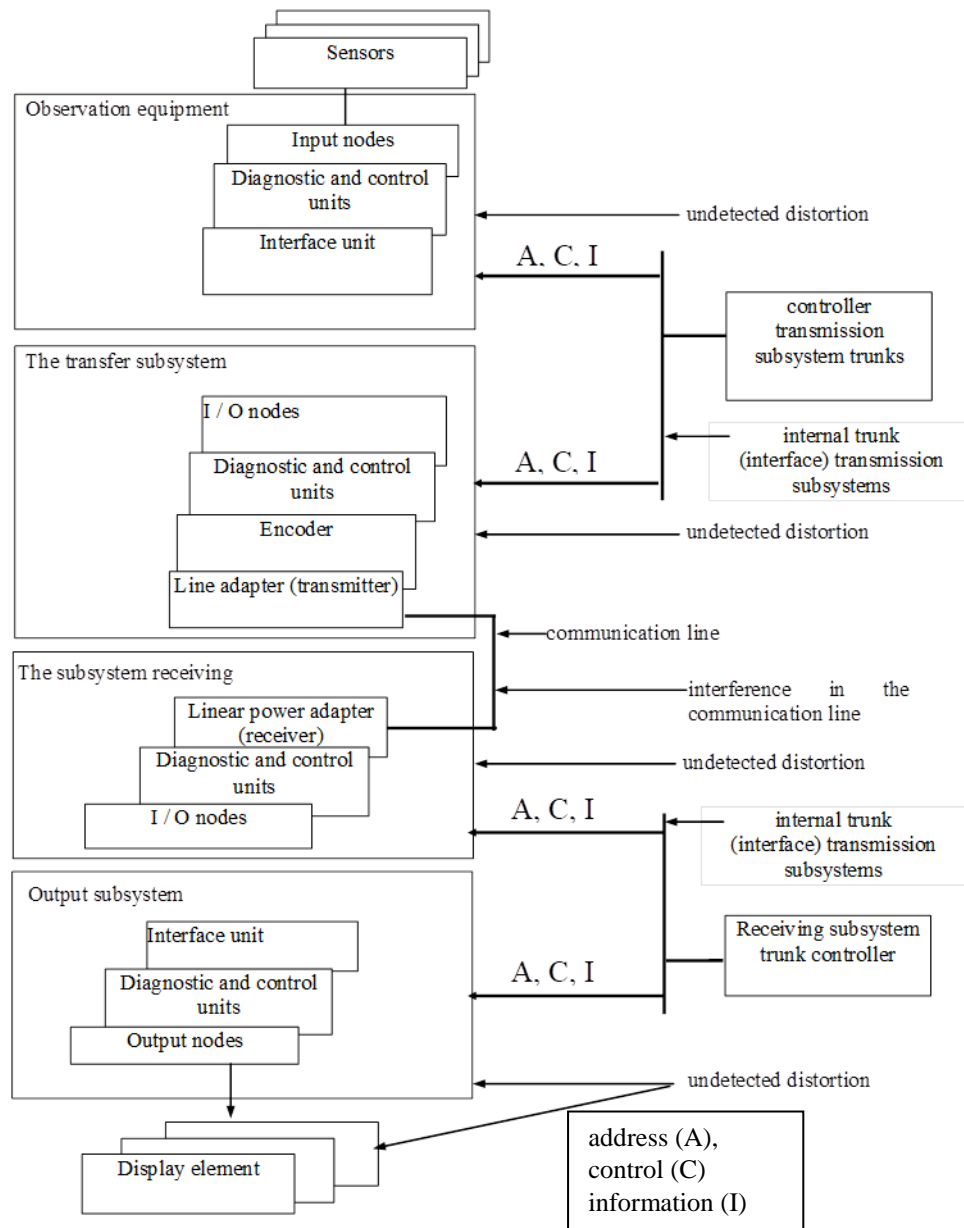 Sensors
Observation equipment
Input nodes
Diagnostic and control
units
Interface unit
undetected distortion
A, C, I
controller
transmission
subsystem trunks
The transfer subsystem
I / O nodes
Diagnostic and control
units
Encoder
Line adapter (transmitter)
A, C, I
internal trunk
(interface) transmission
subsystems
undetected distortion
communication line
The subsystem receiving
Linear power adapter
(receiver)
Diagnostic and control
units
I / O nodes
interference in the
communication line
undetected distortion
A, C, I
internal trunk
(interface) transmission
subsystems
Output subsystem
Interface unit
Diagnostic and control
units
Output nodes
A, C, I
Receiving subsystem
trunk controller
undetected distortion
Display element
address (A),
control (C)
information (I)